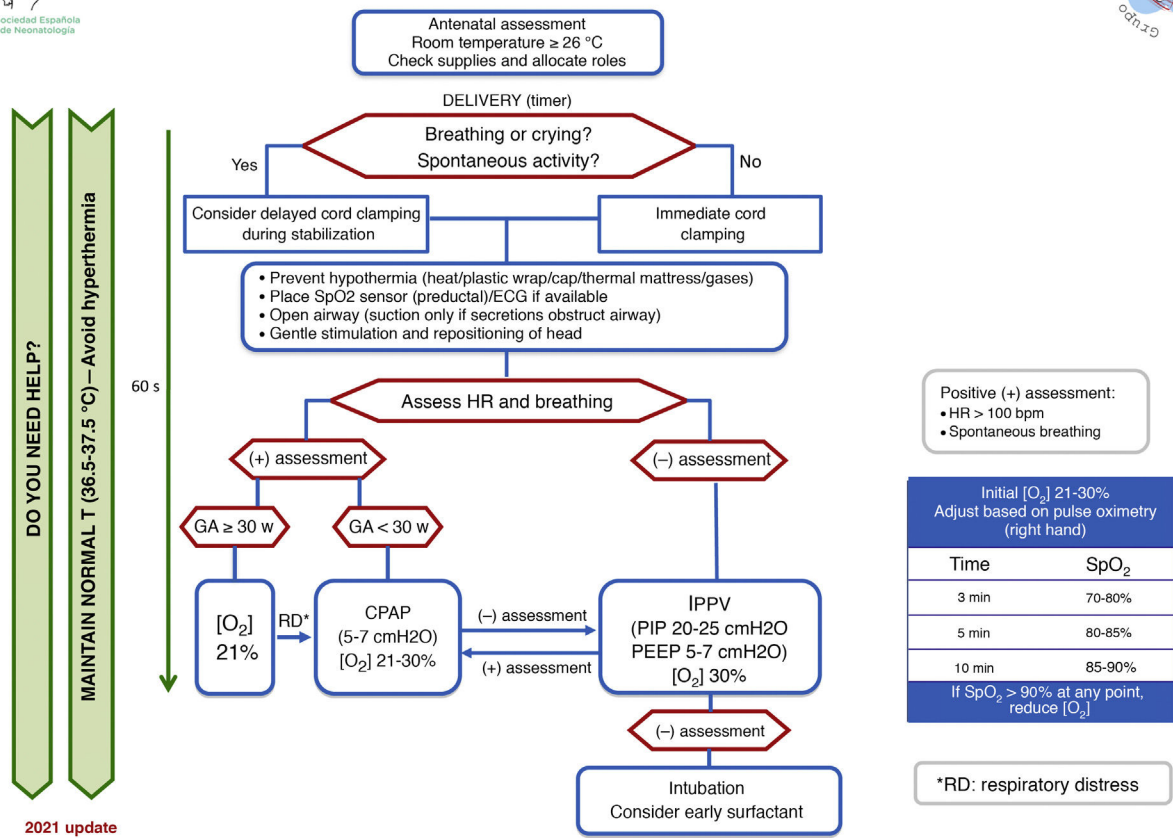 Sociedad Española
de Neonatología
Grupo
Antenatal assessment
Room temperature ≥ 26 °C
Check supplies and allocate roles
DELIVERY (timer)
Breathing or crying?
Spontaneous activity?
Yes
No
Consider delayed cord clamping
during stabilization
Immediate cord
clamping
• Prevent hypothermia (heat/plastic wrap/cap/thermal mattress/gases)
• Place SpO2 sensor (preductal)/ECG if available
• Open airway (suction only if secretions obstruct airway)
• Gentle stimulation and repositioning of head
DO YOU NEED HELP?
MAINTAIN NORMAL T (36.5-37.5 °C)— Avoid hyperthermia
60 s
Assess HR and breathing
(+) assessment
(–) assessment
GA ≥ 30 w
GA < 30 w
[O₂]
21%
RD*
CPAP
(5-7 cmH2O)
[O₂] 21-30%
(–) assessment
(+) assessment
IPPV
(PIP 20-25 cmH2O
PEEP 5-7 cmH2O)
[O₂] 30%
(–) assessment
Intubation
Consider early surfactant
Positive (+) assessment:
• HR > 100 bpm
• Spontaneous breathing
Initial [O₂] 21-30%
Adjust based on pulse oximetry
(right hand)
Time SpO₂
3 min 70-80%
5 min 80-85%
10 min 85-90%
If SpO₂ > 90% at any point,
reduce [O₂]
*RD: respiratory distress
2021 update